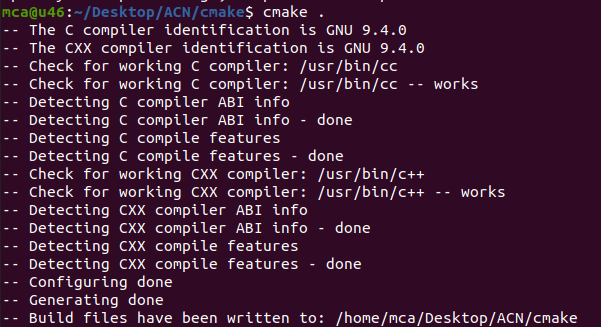 mca@u46:~/Desktop/ACN/cmake$ cmake .
-- The C compiler identification is GNU 9.4.0
-- The CXX compiler identification is GNU 9.4.0
-- Check for working C compiler: /usr/bin/cc
-- Check for working C compiler: /usr/bin/cc -- works
-- Detecting C compiler ABI info
-- Detecting C compiler ABI info - done
-- Detecting C compile features
-- Detecting C compile features - done
-- Check for working CXX compiler: /usr/bin/c++
-- Check for working CXX compiler: /usr/bin/c++ -- works
-- Detecting CXX compiler ABI info
-- Detecting CXX compiler ABI info - done
-- Detecting CXX compile features
-- Detecting CXX compile features - done
-- Configuring done
-- Generating done
-- Build files have been written to: /home/mca/Desktop/ACN/cmake